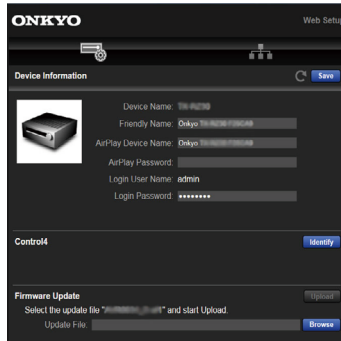 ONKYO
Web Setup
Device Information
Save
Device Name:
Friendly Name: Onkyo
AirPlay Device Name: Onkyo
AirPlay Password:
Login User Name: admin
Login Password: ••••••••
Control4
Identify
Firmware Update
Upload
Select the update file " " and start Upload.
Update File:
Browse